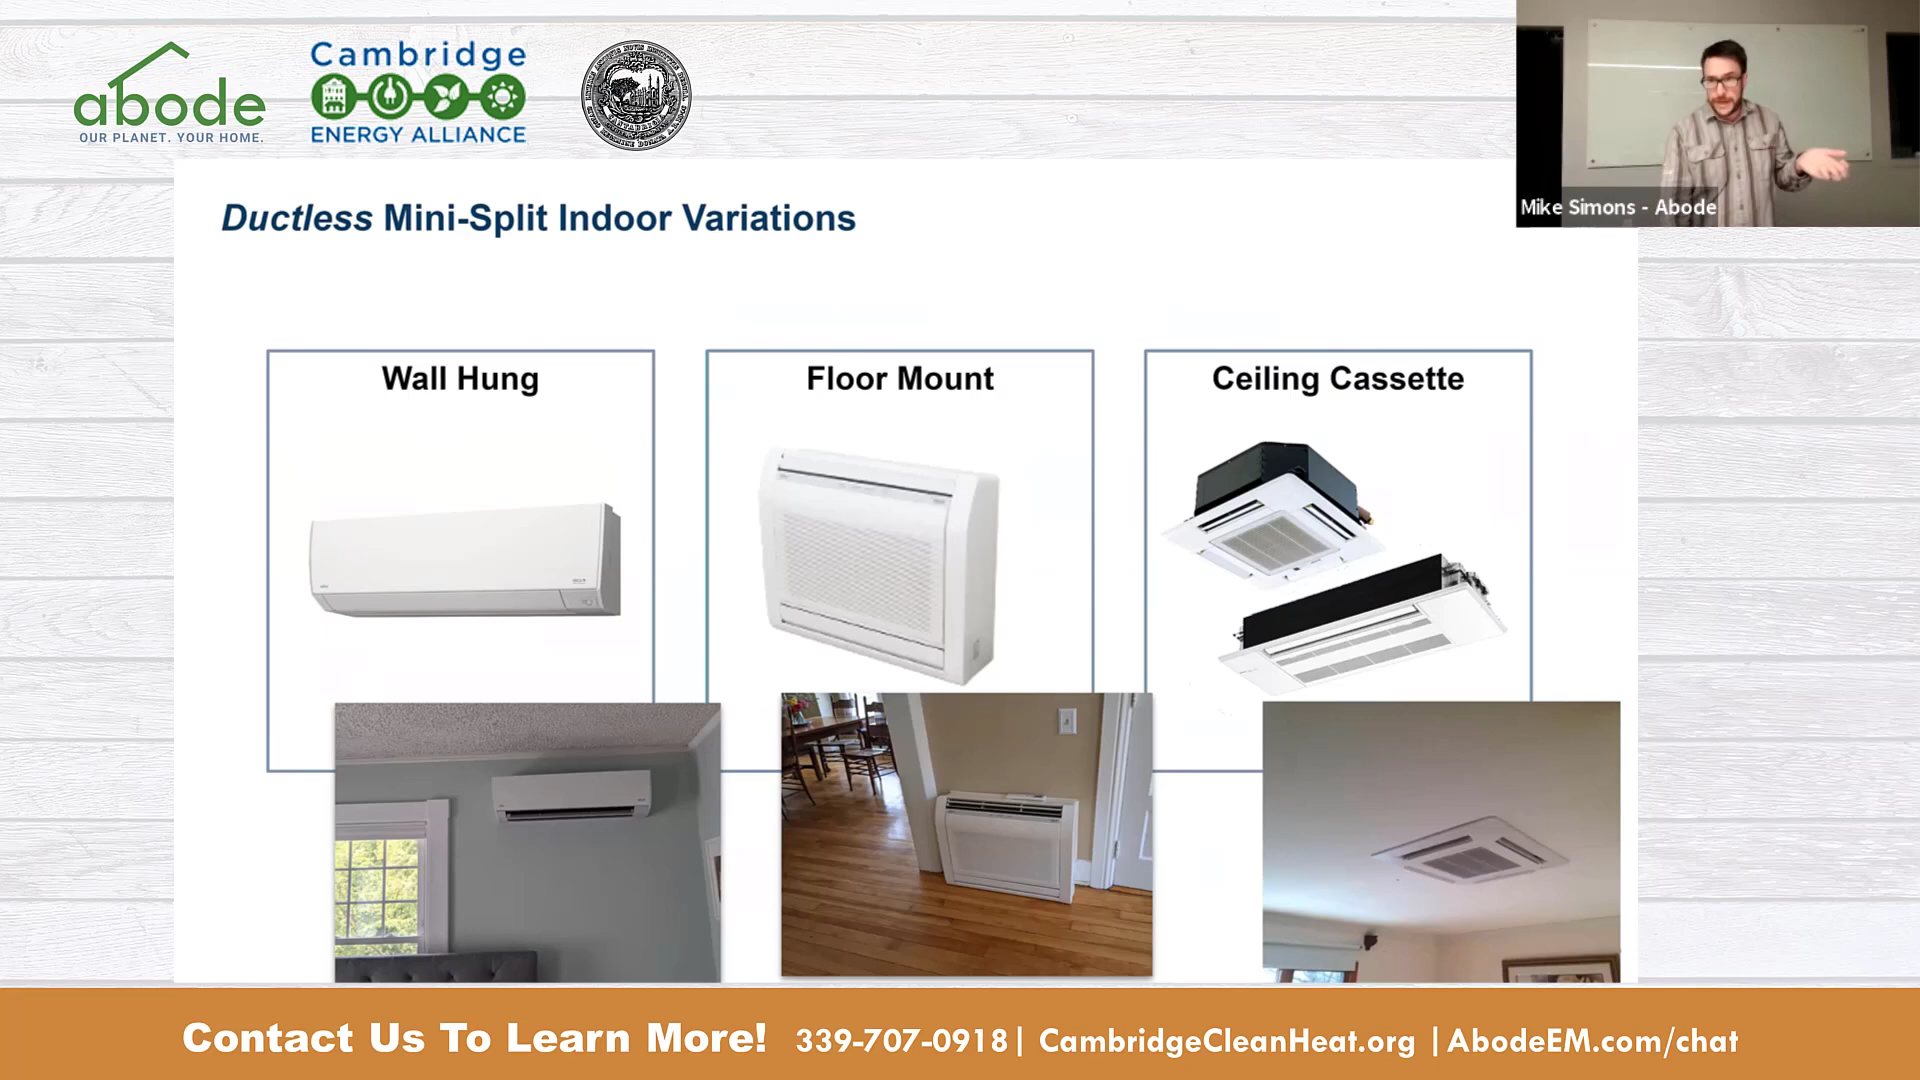 abode
OUR PLANET. YOUR HOME.
Cambridge
ENERGY ALLIANCE
Mike Simons - Abode
Ductless Mini-Split Indoor Variations
Wall Hung
Floor Mount
Ceiling Cassette
Contact Us To Learn More! 339-707-0918| CambridgeCleanHeat.org |AbodeEM.com/chat